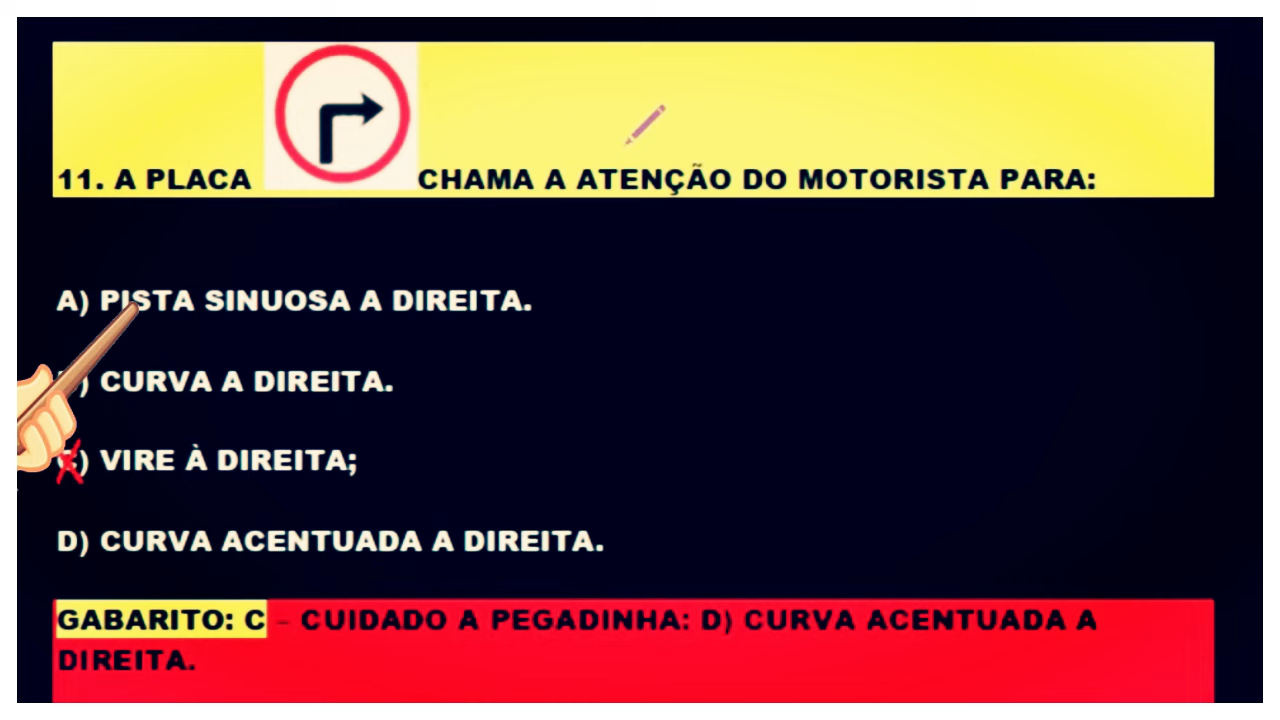 11. A PLACA CHAMA A ATENÇÃO DO MOTORISTA PARA:
A) PISTA SINUOSA A DIREITA.
) CURVA A DIREITA.
C) VIRE À DIREITA;
D) CURVA ACENTUADA A DIREITA.
GABARITO: C – CUIDADO A PEGADINHA: D) CURVA ACENTUADA A
DIREITA.